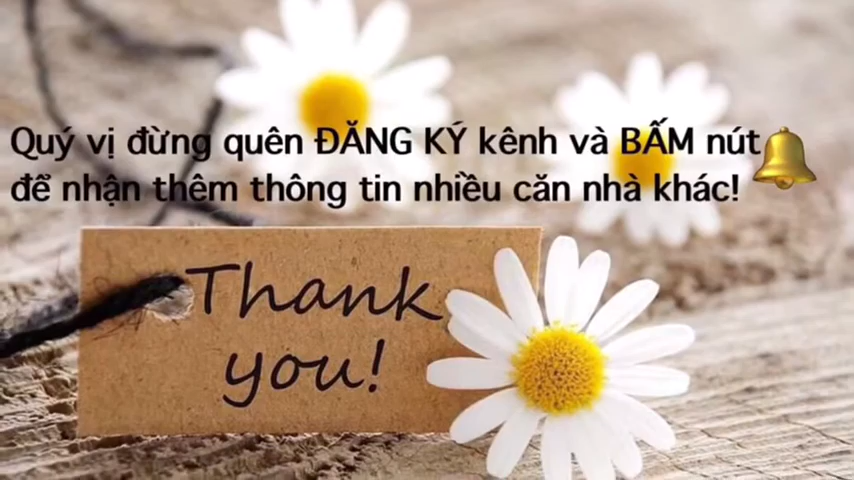 Quý vị đừng quên ĐĂNG KÝ kênh và BẤM nút
để nhận thêm thông tin nhiều căn nhà khác!
Thank
you!